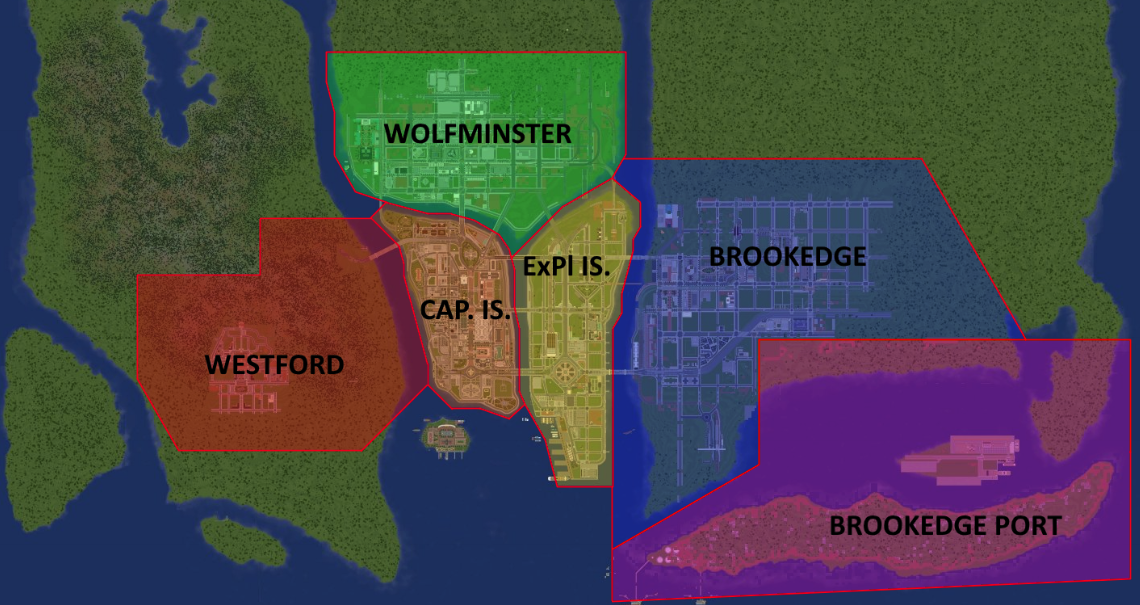 WOLFMINSTER
BROOKEDGE
ExPl IS.
CAP. IS.
WESTFORD
BROOKEDGE PORT